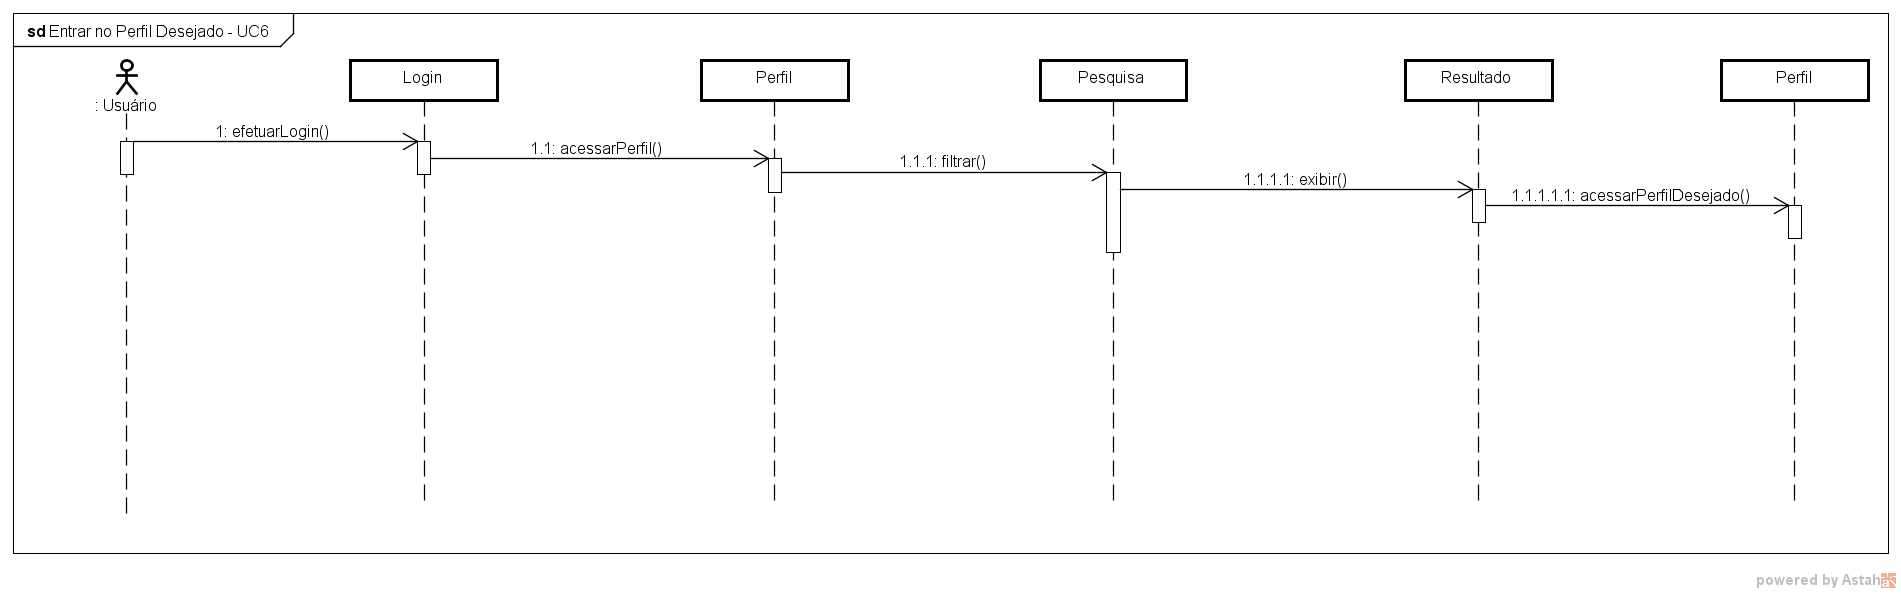 sd Entrar no Perfil Desejado - UC6
: Usuário
Login
Perfil
Pesquisa
Resultado
Perfil
1: efetuarLogin()
1.1: acessarPerfil()
1.1.1: filtrar()
1.1.1.1: exibir()
1.1.1.1.1: acessarPerfilDesejado()
powered by Astah